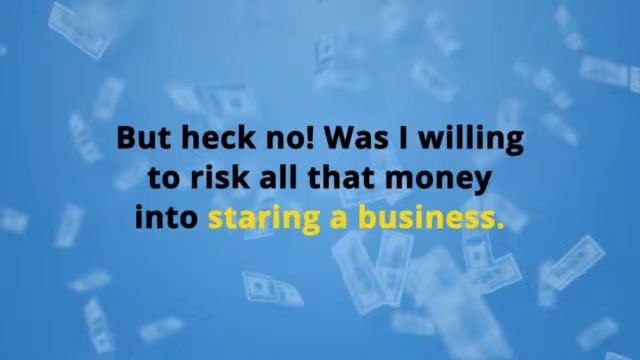 But heck no! Was I willing
to risk all that money
into staring a business.